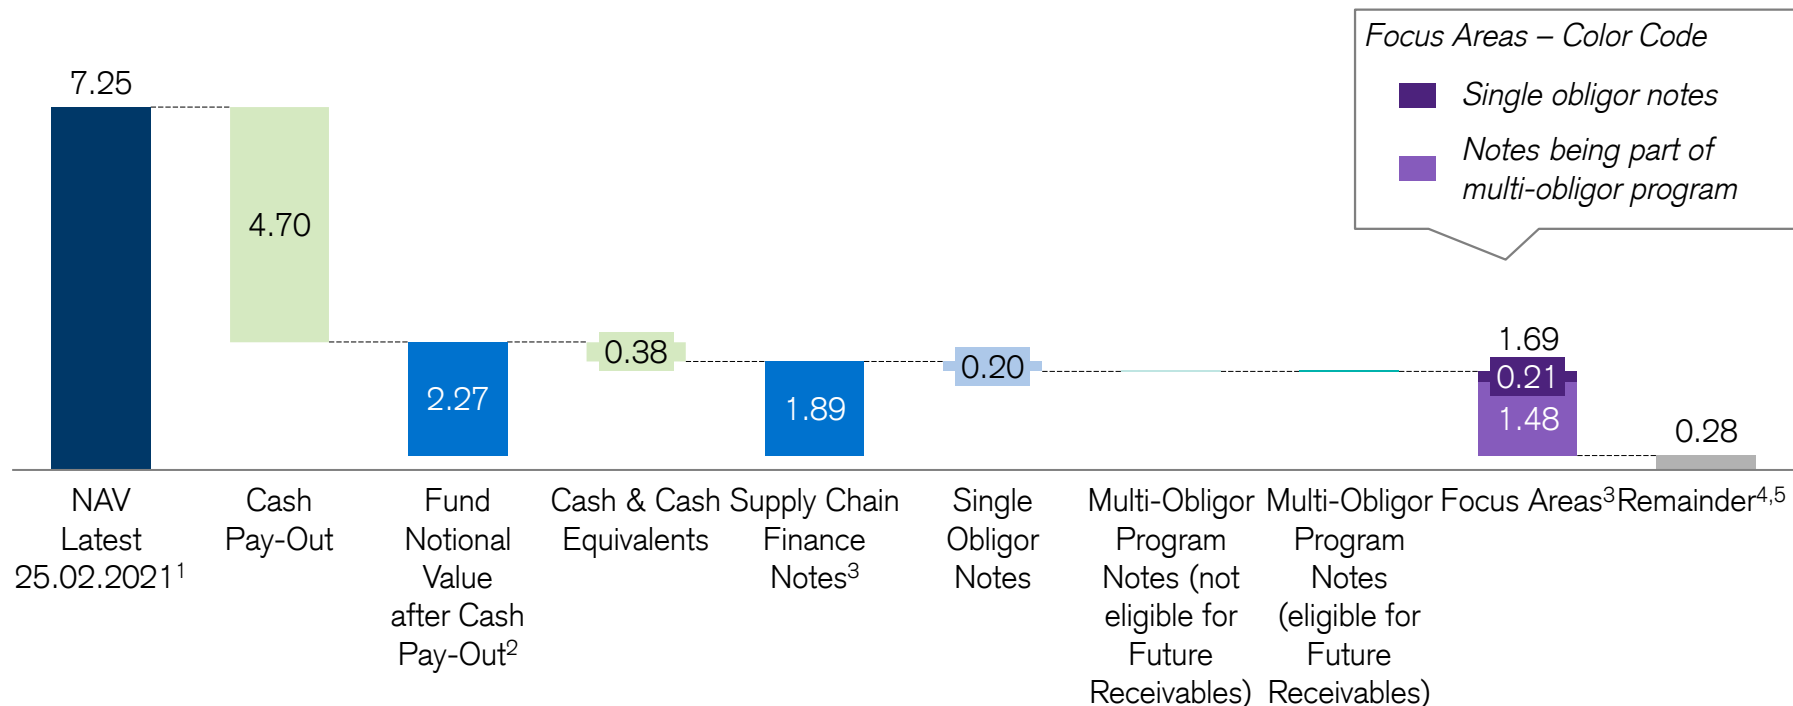 Focus Areas – Color Code
Single obligor notes
Notes being part of
multi-obligor program
7.25
4.70
2.27
0.38
1.89
0.20
1.69
0.21
1.48
0.28
NAV
Latest
25.02.2021¹
Cash
Pay-Out
Fund
Notional
Value
after Cash
Pay-Out²
Cash & Cash
Equivalents
Supply Chain
Finance
Notes³
Single
Obligor
Notes
Multi-Obligor
Program
Notes (not
eligible for
Future
Receivables)
Multi-Obligor
Program
Notes
(eligible for
Future
Receivables)
Focus Areas³
Remainder⁴,⁵